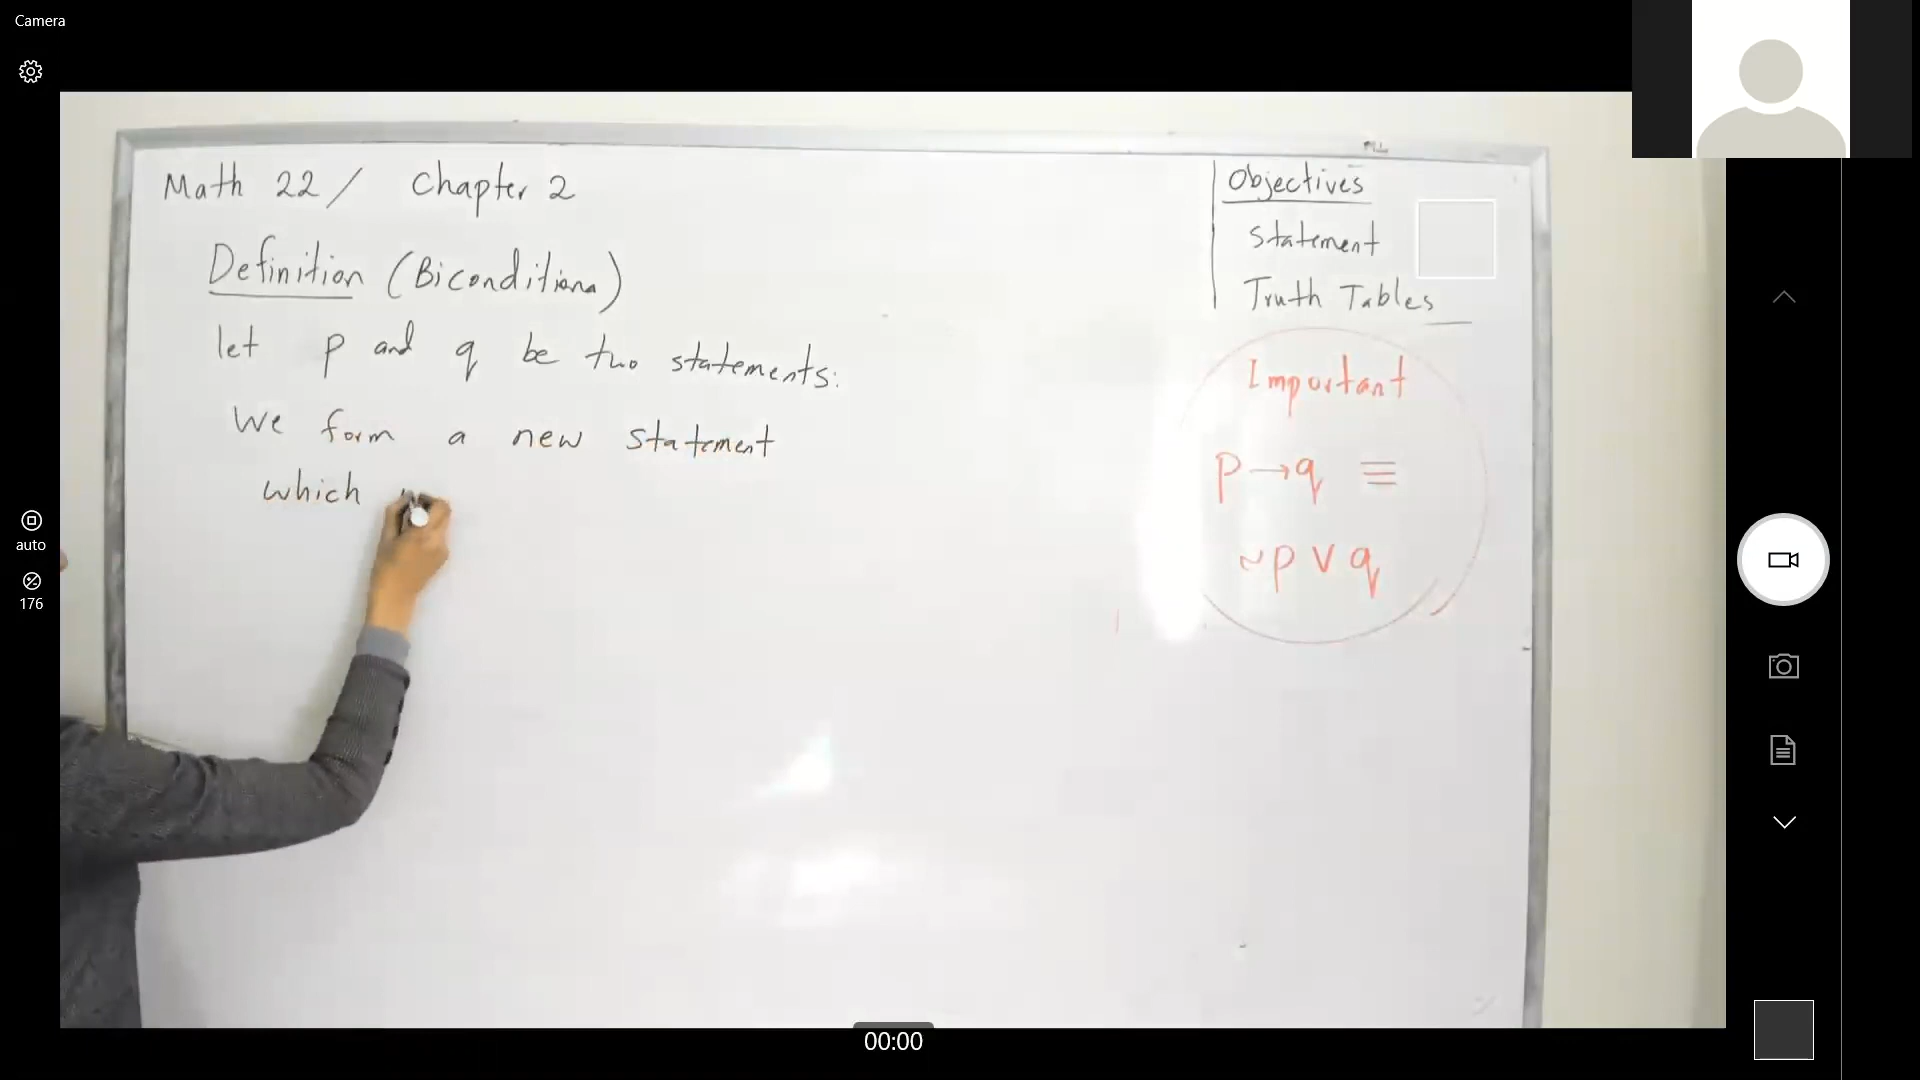 Camera
Math 22 / Chapter 2
Definition (Biconditiona)
let p and q be two statements:
We form a new statement
which
Objectives
Statement
Truth Tables
Important
p → q ≡
~p ∨ q
auto
176
00:00